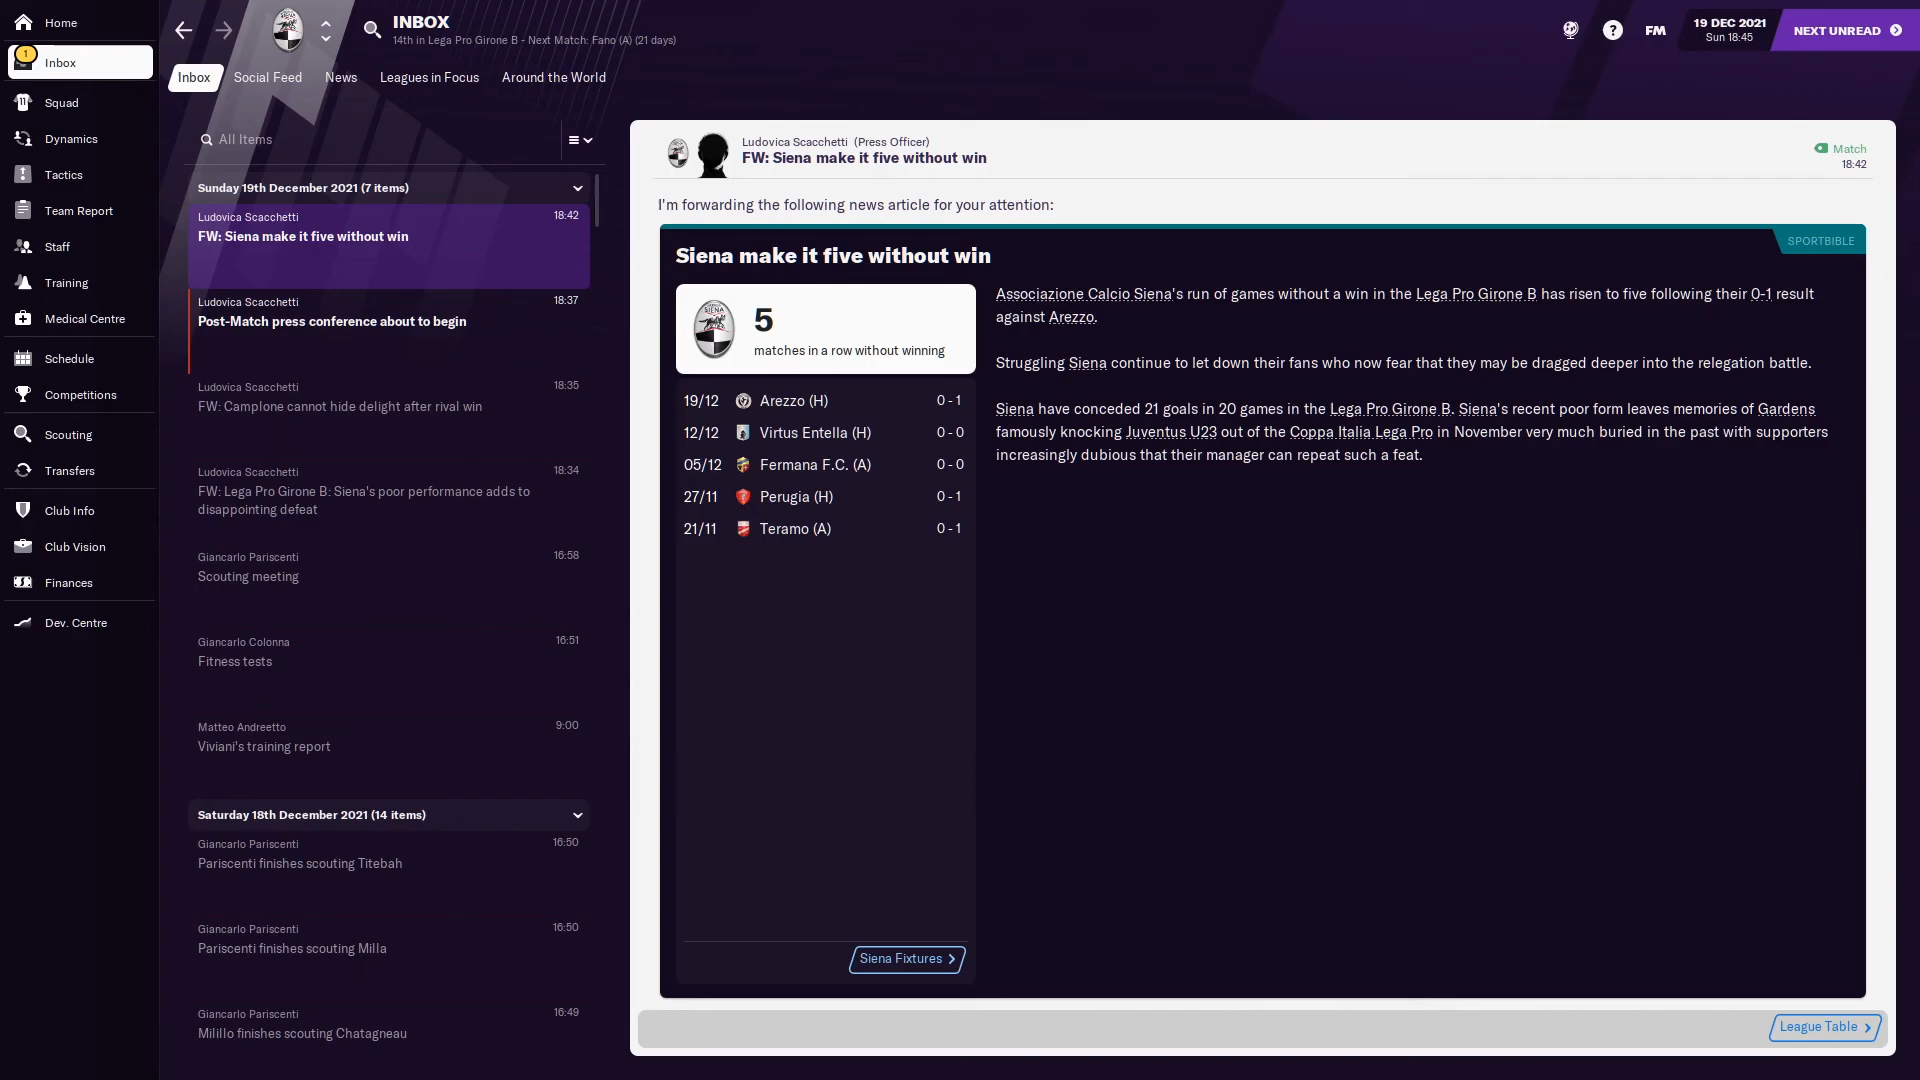 Home
1
Inbox
Squad
Dynamics
Tactics
Team Report
Staff
Training
Medical Centre
Schedule
Competitions
Scouting
Transfers
Club Info
Club Vision
Finances
Dev. Centre
INBOX
14th in Lega Pro Girone B - Next Match: Fano (A) (21 days)
FM
19 DEC 2021
Sun 18:45
NEXT UNREAD
Inbox
Social Feed
News
Leagues in Focus
Around the World
All Items
Sunday 19th December 2021 (7 items)
Ludovica Scacchetti 18:42
FW: Siena make it five without win
Ludovica Scacchetti 18:37
Post-Match press conference about to begin
Ludovica Scacchetti 18:35
FW: Camplone cannot hide delight after rival win
Ludovica Scacchetti 18:34
FW: Lega Pro Girone B: Siena's poor performance adds to
disappointing defeat
Giancarlo Pariscenti 16:58
Scouting meeting
Giancarlo Colonna 16:51
Fitness tests
Matteo Andreetto 9:00
Viviani's training report
Saturday 18th December 2021 (14 items)
Giancarlo Pariscenti 16:50
Pariscenti finishes scouting Titebah
Giancarlo Pariscenti 16:50
Pariscenti finishes scouting Milla
Giancarlo Pariscenti 16:49
Milillo finishes scouting Chatagneau
Ludovica Scacchetti (Press Officer)
FW: Siena make it five without win
Match
18:42
I'm forwarding the following news article for your attention:
SPORTBIBLE
Siena make it five without win
SIENA
5
matches in a row without winning
19/12 Arezzo (H) 0 - 1
12/12 Virtus Entella (H) 0 - 0
05/12 Fermana F.C. (A) 0 - 0
27/11 Perugia (H) 0 - 1
21/11 Teramo (A) 0 - 1
Siena Fixtures
Associazione Calcio Siena's run of games without a win in the Lega Pro Girone B has risen to five following their 0-1 result
against Arezzo.
Struggling Siena continue to let down their fans who now fear that they may be dragged deeper into the relegation battle.
Siena have conceded 21 goals in 20 games in the Lega Pro Girone B. Siena's recent poor form leaves memories of Gardens
famously knocking Juventus U23 out of the Coppa Italia Lega Pro in November very much buried in the past with supporters
increasingly dubious that their manager can repeat such a feat.
League Table